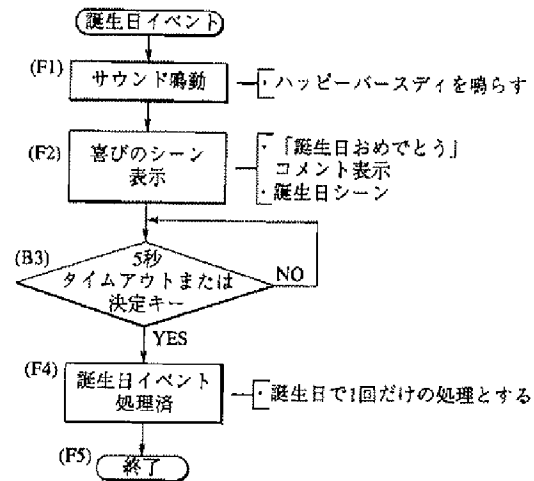 誕生日イベント
(F1)
サウンド鳴動
・ハッピーバースディを鳴らす
(F2)
喜びのシーン
表示
・「誕生日おめでとう」
コメント表示
・誕生日シーン
(B3)
5秒
タイムアウトまたは
決定キー
NO
YES
(F4)
誕生日イベント
処理済
・誕生日で1回だけの処理とする
(F5)
終了